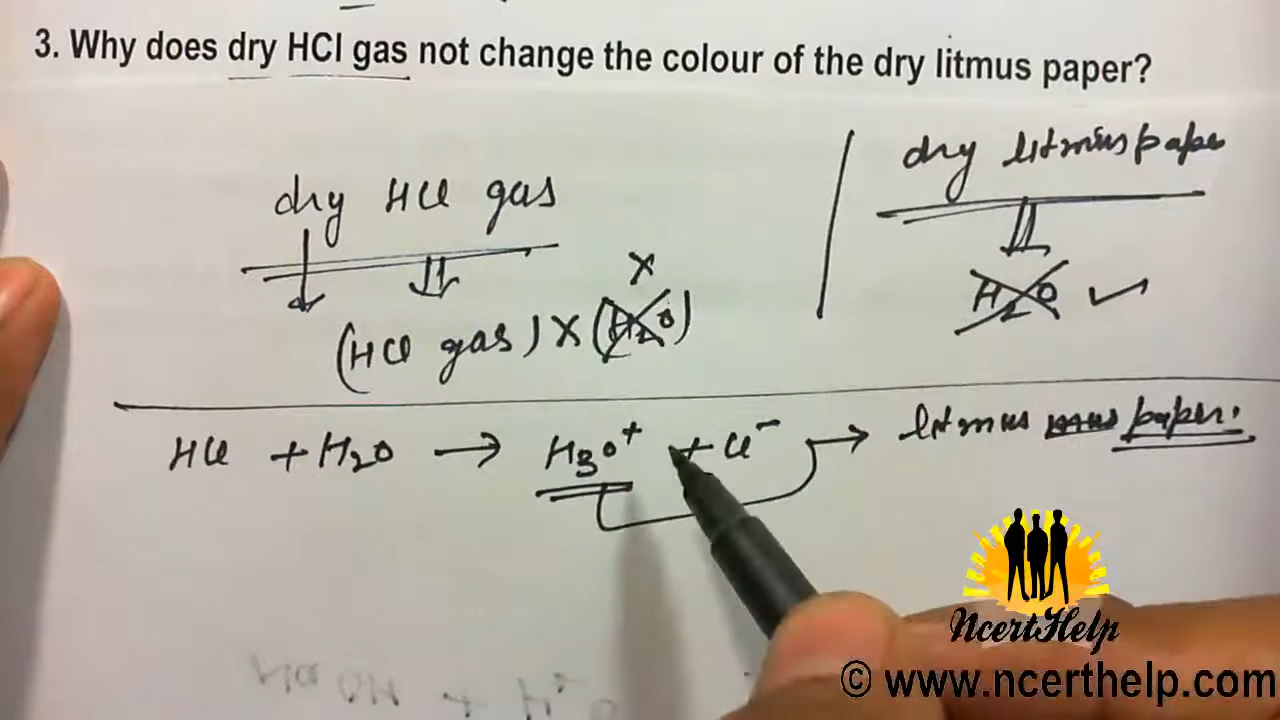 3. Why does dry HCl gas not change the colour of the dry litmus paper?
dry HCl gas
dry litmus paper
(HCl gas) X (H2O) X
H2O ✓
HCl + H2O → H3O+ + Cl- → litmus paper.
NcertHelp
© www.ncerthelp.com